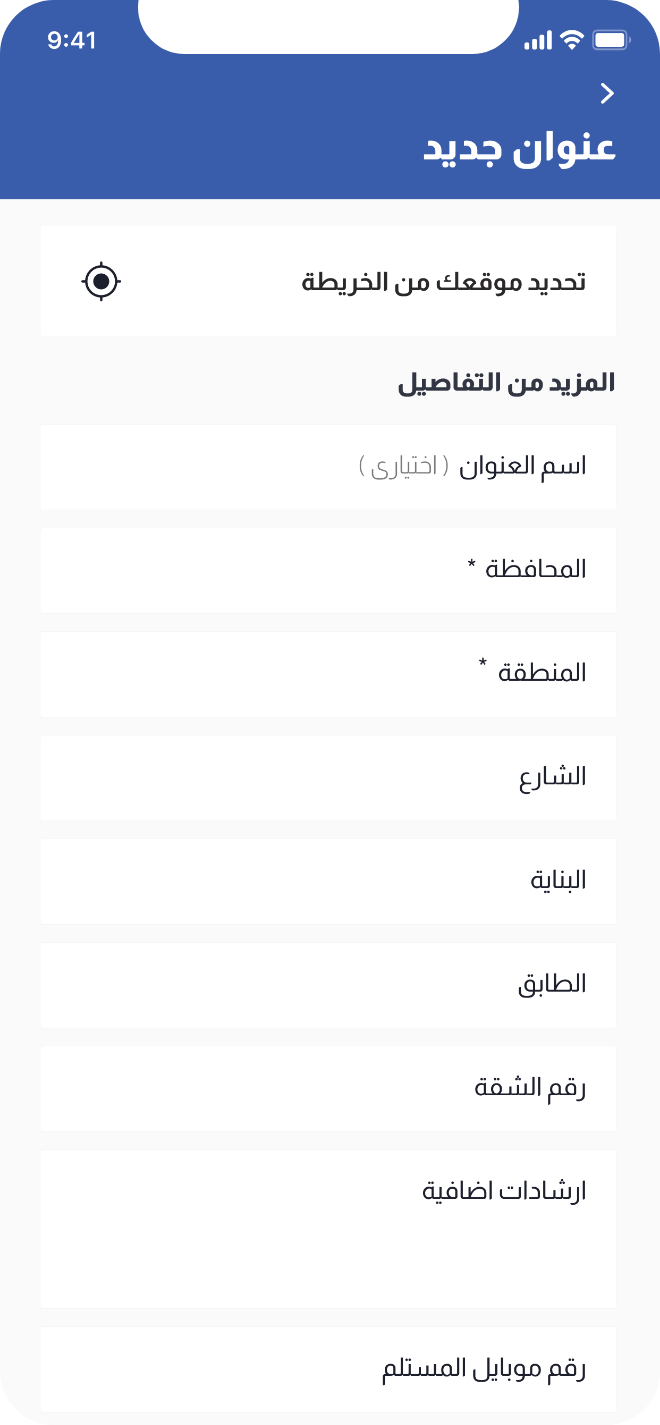 9:41
عنوان جديد
تحديد موقعك من الخريطة
المزيد من التفاصيل
اسم العنوان ( اختيارى )
المحافظة *
المنطقة *
الشارع
البناية
الطابق
رقم الشقة
ارشادات اضافية
رقم موبايل المستلم